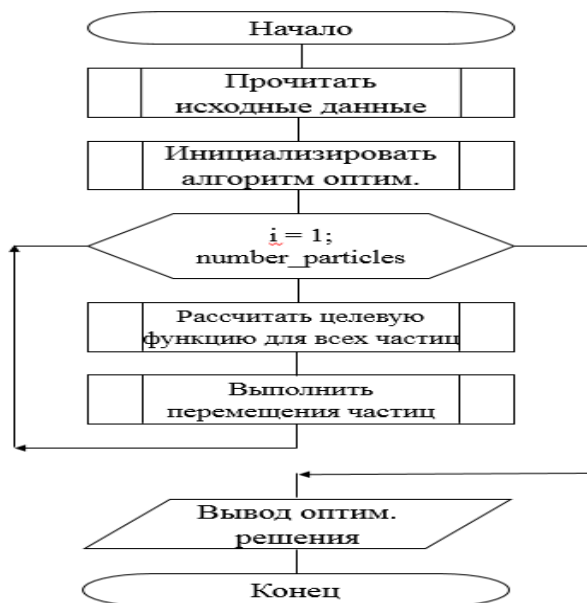 Начало
Прочитать
исходные данные
Инициализировать
алгоритм оптим.
i = 1;
number_particles
Рассчитать целевую
функцию для всех частиц
Выполнить
перемещения частиц
Вывод оптим.
решения
Конец